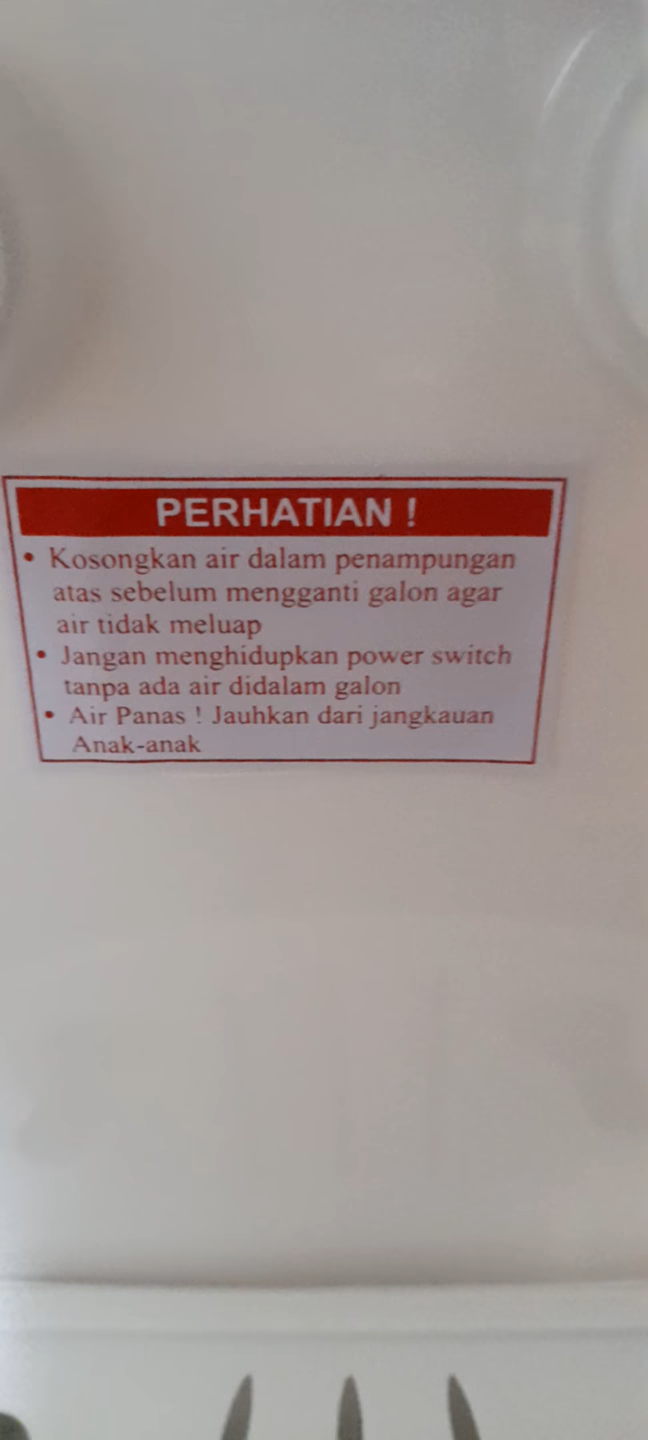 PERHATIAN !
• Kosongkan air dalam penampungan
atas sebelum mengganti galon agar
air tidak meluap
• Jangan menghidupkan power switch
tanpa ada air didalam galon
• Air Panas ! Jauhkan dari jangkauan
Anak-anak